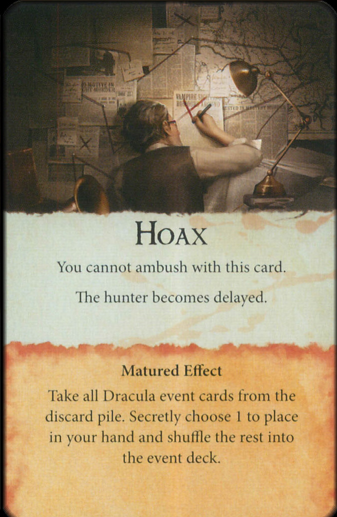 HOAX
You cannot ambush with this card.
The hunter becomes delayed.
Matured Effect
Take all Dracula event cards from the
discard pile. Secretly choose 1 to place
in your hand and shuffle the rest into
the event deck.